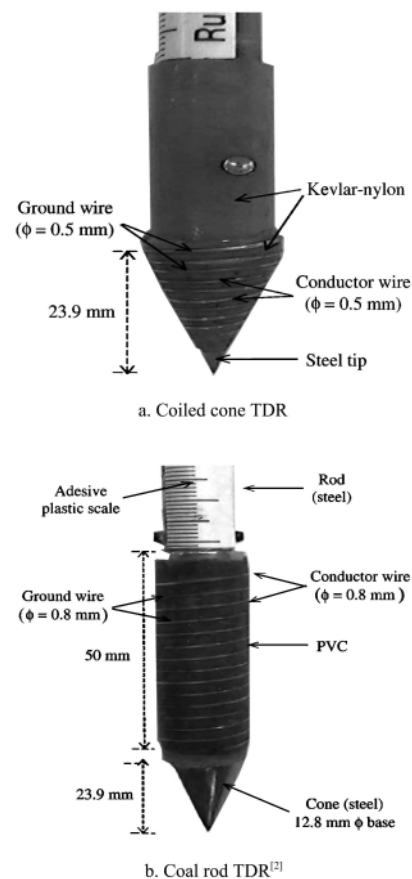 Ru
Kevlar-nylon
Ground wire
(ϕ = 0.5 mm)
Conductor wire
(ϕ = 0.5 mm)
23.9 mm
Steel tip
a. Coiled cone TDR
Adesive
plastic scale
Rod
(steel)
Ground wire
(ϕ = 0.8 mm)
Conductor wire
(ϕ = 0.8 mm)
50 mm
PVC
23.9 mm
Cone (steel)
12.8 mm ϕ base
b. Coal rod TDR[2]